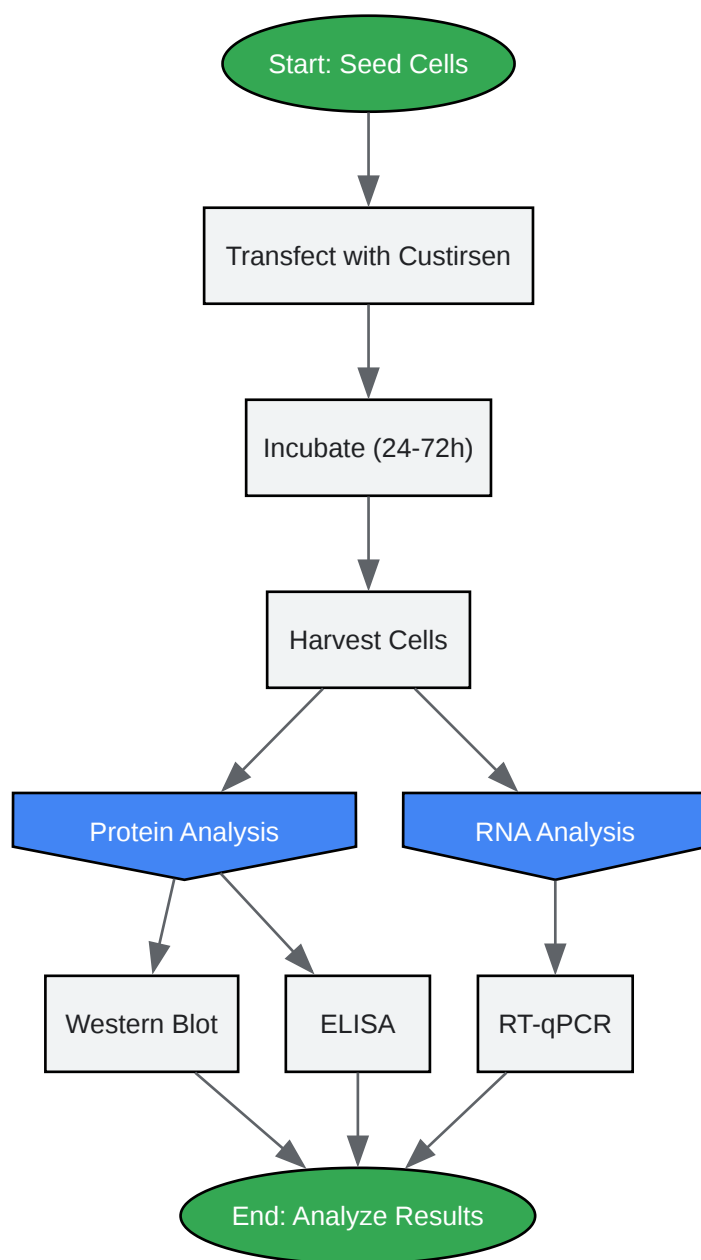 Start: Seed Cells
Transfect with Custirsen
Incubate (24-72h)
Harvest Cells
Protein Analysis
RNA Analysis
Western Blot
ELISA
RT-qPCR
End: Analyze Results